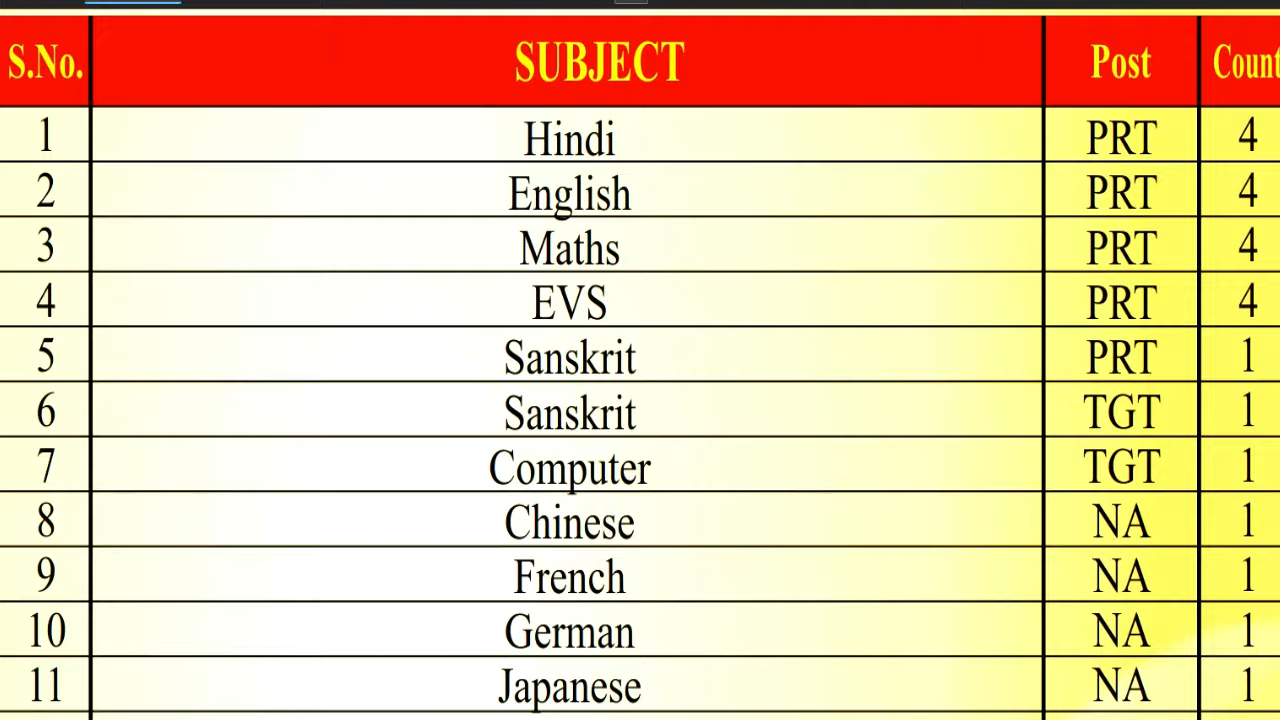 S.No. SUBJECT Post Count
1 Hindi PRT 4
2 English PRT 4
3 Maths PRT 4
4 EVS PRT 4
5 Sanskrit PRT 1
6 Sanskrit TGT 1
7 Computer TGT 1
8 Chinese NA 1
9 French NA 1
10 German NA 1
11 Japanese NA 1